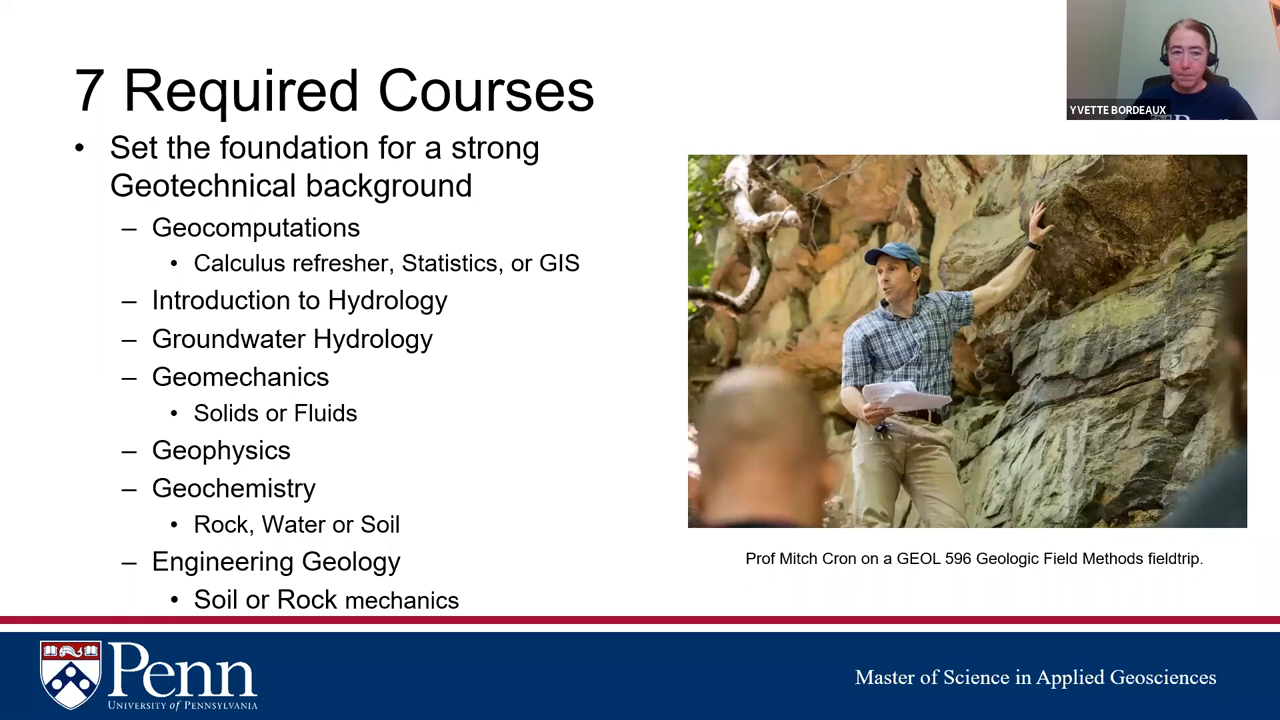 7 Required Courses
YVETTE BORDEAUX
• Set the foundation for a strong
Geotechnical background
– Geocomputations
• Calculus refresher, Statistics, or GIS
– Introduction to Hydrology
– Groundwater Hydrology
– Geomechanics
• Solids or Fluids
– Geophysics
– Geochemistry
• Rock, Water or Soil
– Engineering Geology
• Soil or Rock mechanics
Prof Mitch Cron on a GEOL 596 Geologic Field Methods fieldtrip.
Penn
UNIVERSITY of PENNSYLVANIA
Master of Science in Applied Geosciences